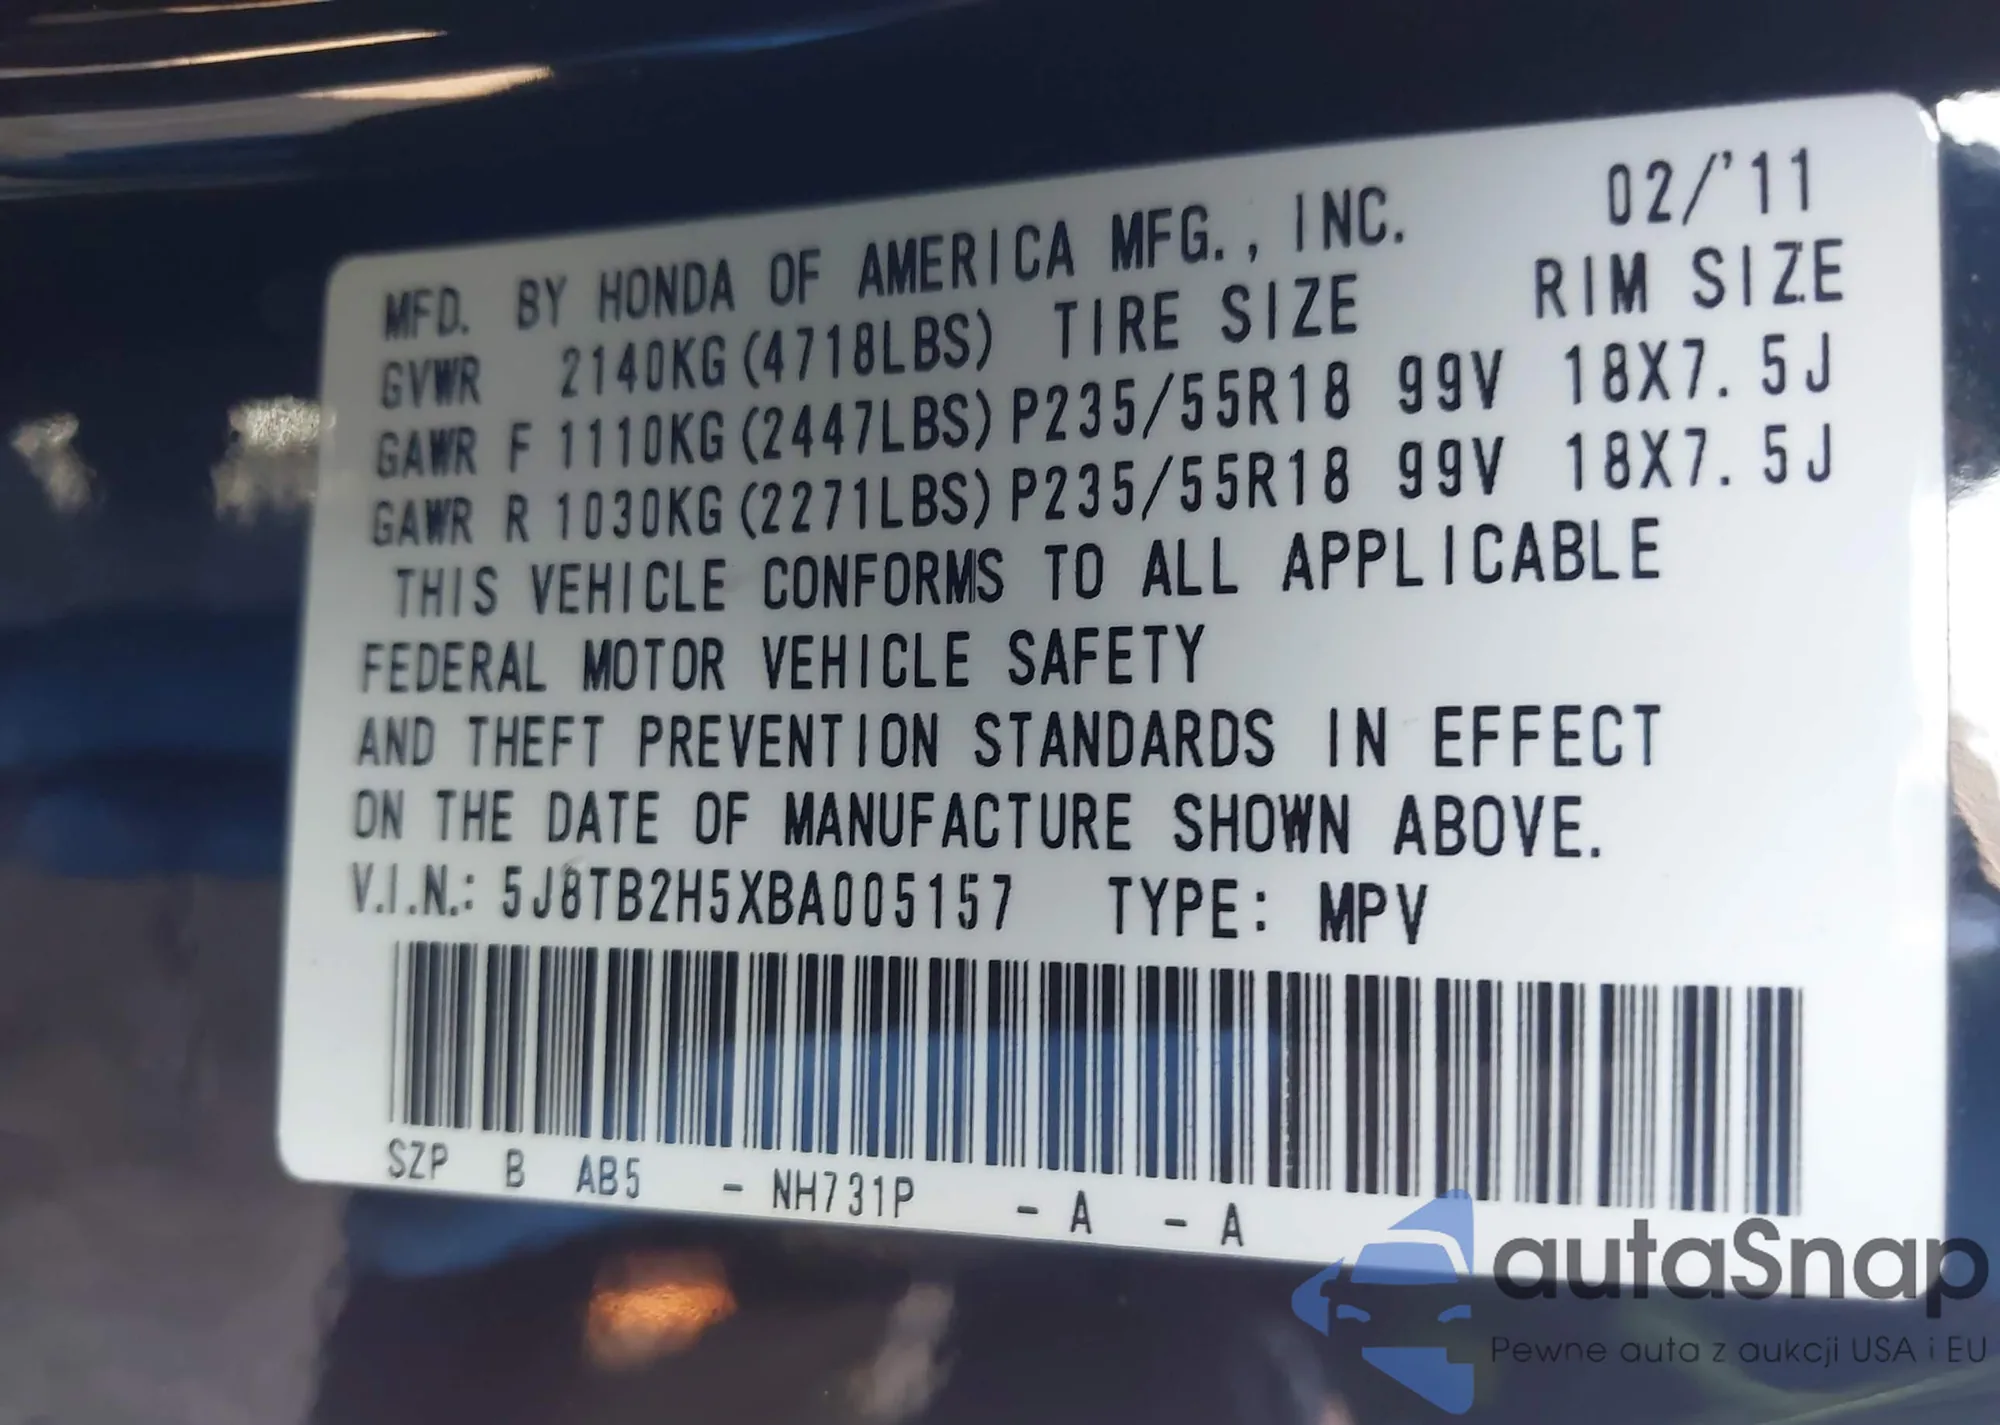 MFD. BY HONDA OF AMERICA MFG., INC. 02/'11
GVWR 2140KG (4718LBS) TIRE SIZE RIM SIZE
GAWR F 1110KG (2447LBS) P235/55R18 99V 18X7.5J
GAWR R 1030KG (2271LBS) P235/55R18 99V 18X7.5J
THIS VEHICLE CONFORMS TO ALL APPLICABLE
FEDERAL MOTOR VEHICLE SAFETY
AND THEFT PREVENTION STANDARDS IN EFFECT
ON THE DATE OF MANUFACTURE SHOWN ABOVE.
V.I.N.: 5J8TB2H5XBA005157 TYPE: MPV
SZP B AB5 - NH731P - A - A
autaSnap
Pewne auta z aukcji USA i EU